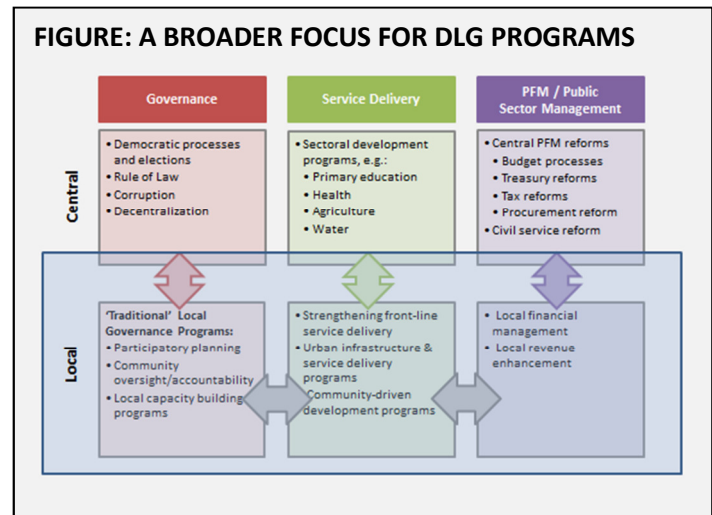 FIGURE: A BROADER FOCUS FOR DLG PROGRAMS
Governance
Service Delivery
PFM / Public
Sector Management
Central
• Democratic processes
and elections
• Rule of Law
• Corruption
• Decentralization
• Sectoral development
programs, e.g.:
• Primary education
• Health
• Agriculture
• Water
• Central PFM reforms
• Budget processes
• Treasury reforms
• Tax reforms
• Procurement reform
• Civil service reform
Local
'Traditional' Local
Governance Programs:
• Participatory planning
• Community
oversight/accountability
• Local capacity building
programs
• Strengthening front-line
service delivery
• Urban infrastructure &
service delivery
programs
Community-driven
development programs
• Local financial
management
• Local revenue
enhancement